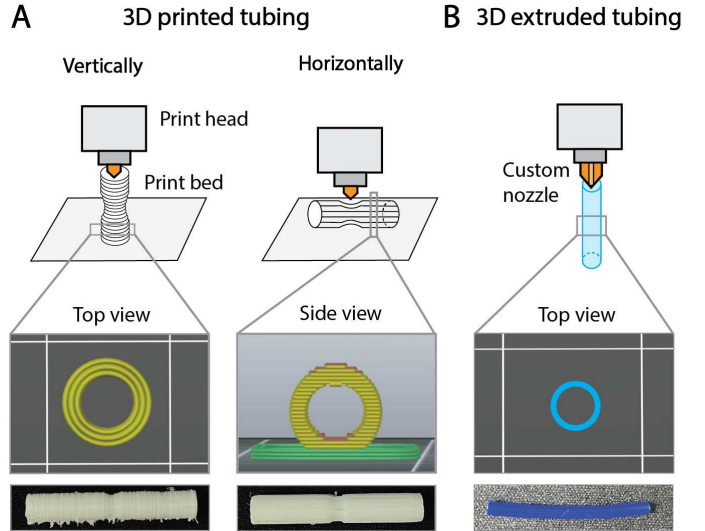 A 3D printed tubing
B 3D extruded tubing
Vertically
Horizontally
Print head
Print bed
Custom
nozzle
Top view
Side view
Top view